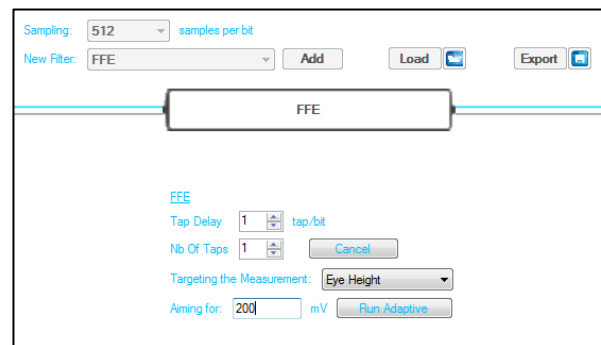 Sampling: 512 samples per bit
New Filter: FFE Add Load Export
FFE
FFE
Tap Delay 1 tap/bit
Nb Of Taps 1 Cancel
Targeting the Measurement: Eye Height
Aiming for: 200 mV Run Adaptive